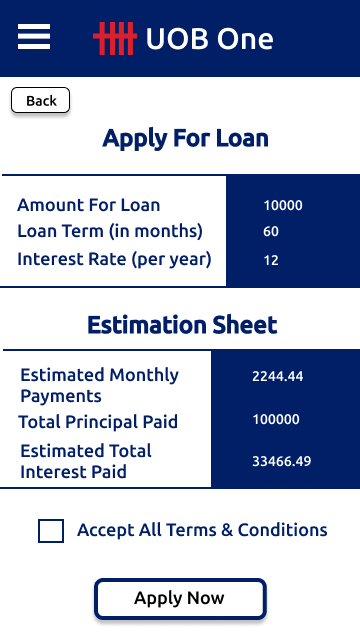 UOB One
Back
Apply For Loan
Amount For Loan 10000
Loan Term (in months) 60
Interest Rate (per year) 12
Estimation Sheet
Estimated Monthly
Payments 2244.44
Total Principal Paid 100000
Estimated Total
Interest Paid 33466.49
Accept All Terms & Conditions
Apply Now